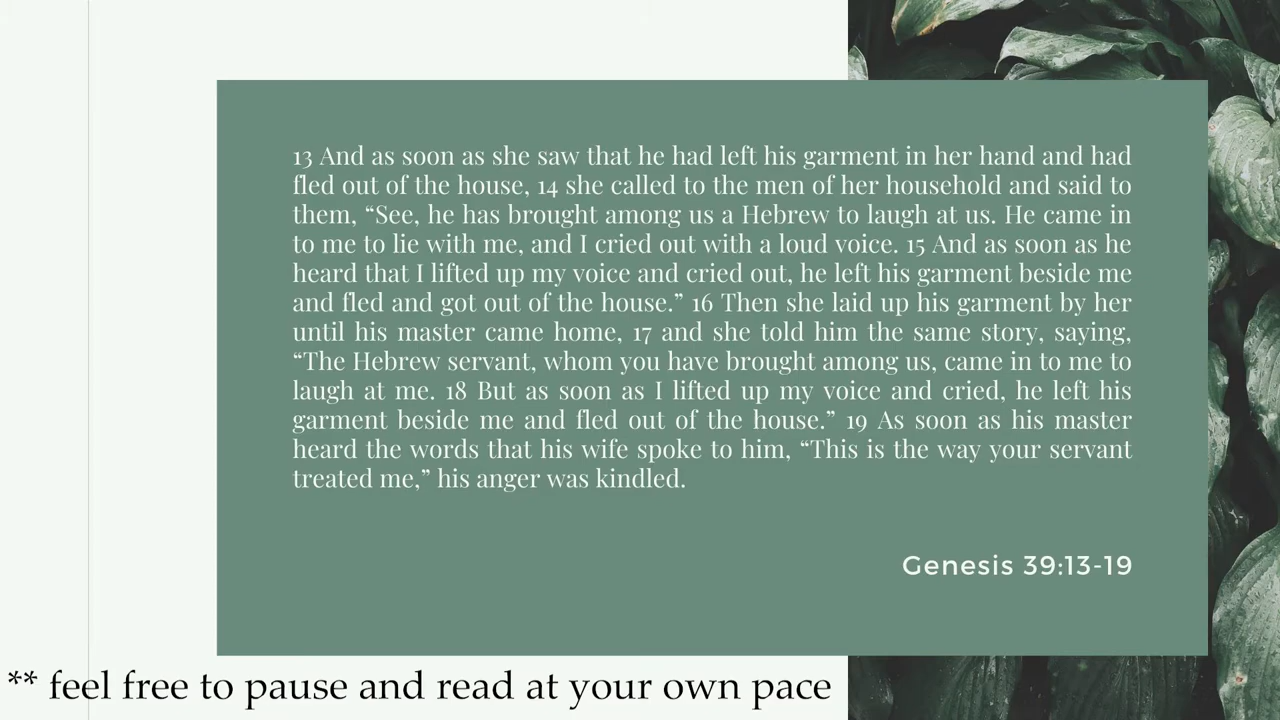 13 And as soon as she saw that he had left his garment in her hand and had
fled out of the house, 14 she called to the men of her household and said to
them, “See, he has brought among us a Hebrew to laugh at us. He came in
to me to lie with me, and I cried out with a loud voice. 15 And as soon as he
heard that I lifted up my voice and cried out, he left his garment beside me
and fled and got out of the house.” 16 Then she laid up his garment by her
until his master came home, 17 and she told him the same story, saying,
“The Hebrew servant, whom you have brought among us, came in to me to
laugh at me. 18 But as soon as I lifted up my voice and cried, he left his
garment beside me and fled out of the house.” 19 As soon as his master
heard the words that his wife spoke to him, “This is the way your servant
treated me,” his anger was kindled.
Genesis 39:13-19
** feel free to pause and read at your own pace